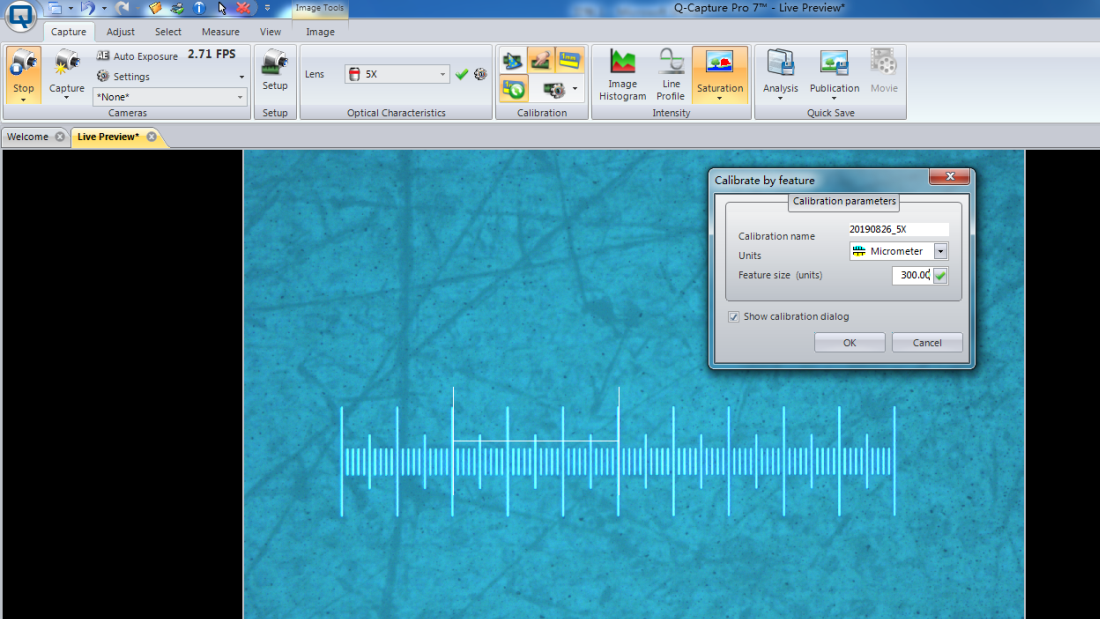 Image Tools
Q-Capture Pro 7™ - Live Preview*
Capture
Adjust
Select
Measure
View
Image
Stop
Capture
Auto Exposure
2.71 FPS
Settings
*None*
Cameras
Setup
Setup
Lens
5X
Optical Characteristics
Calibration
Image
Histogram
Line
Profile
Saturation
Intensity
Analysis
Publication
Movie
Quick Save
Welcome
Live Preview*
Calibrate by feature
Calibration parameters
Calibration name
20190826_5X
Units
Micrometer
Feature size (units)
300.00
Show calibration dialog
OK
Cancel